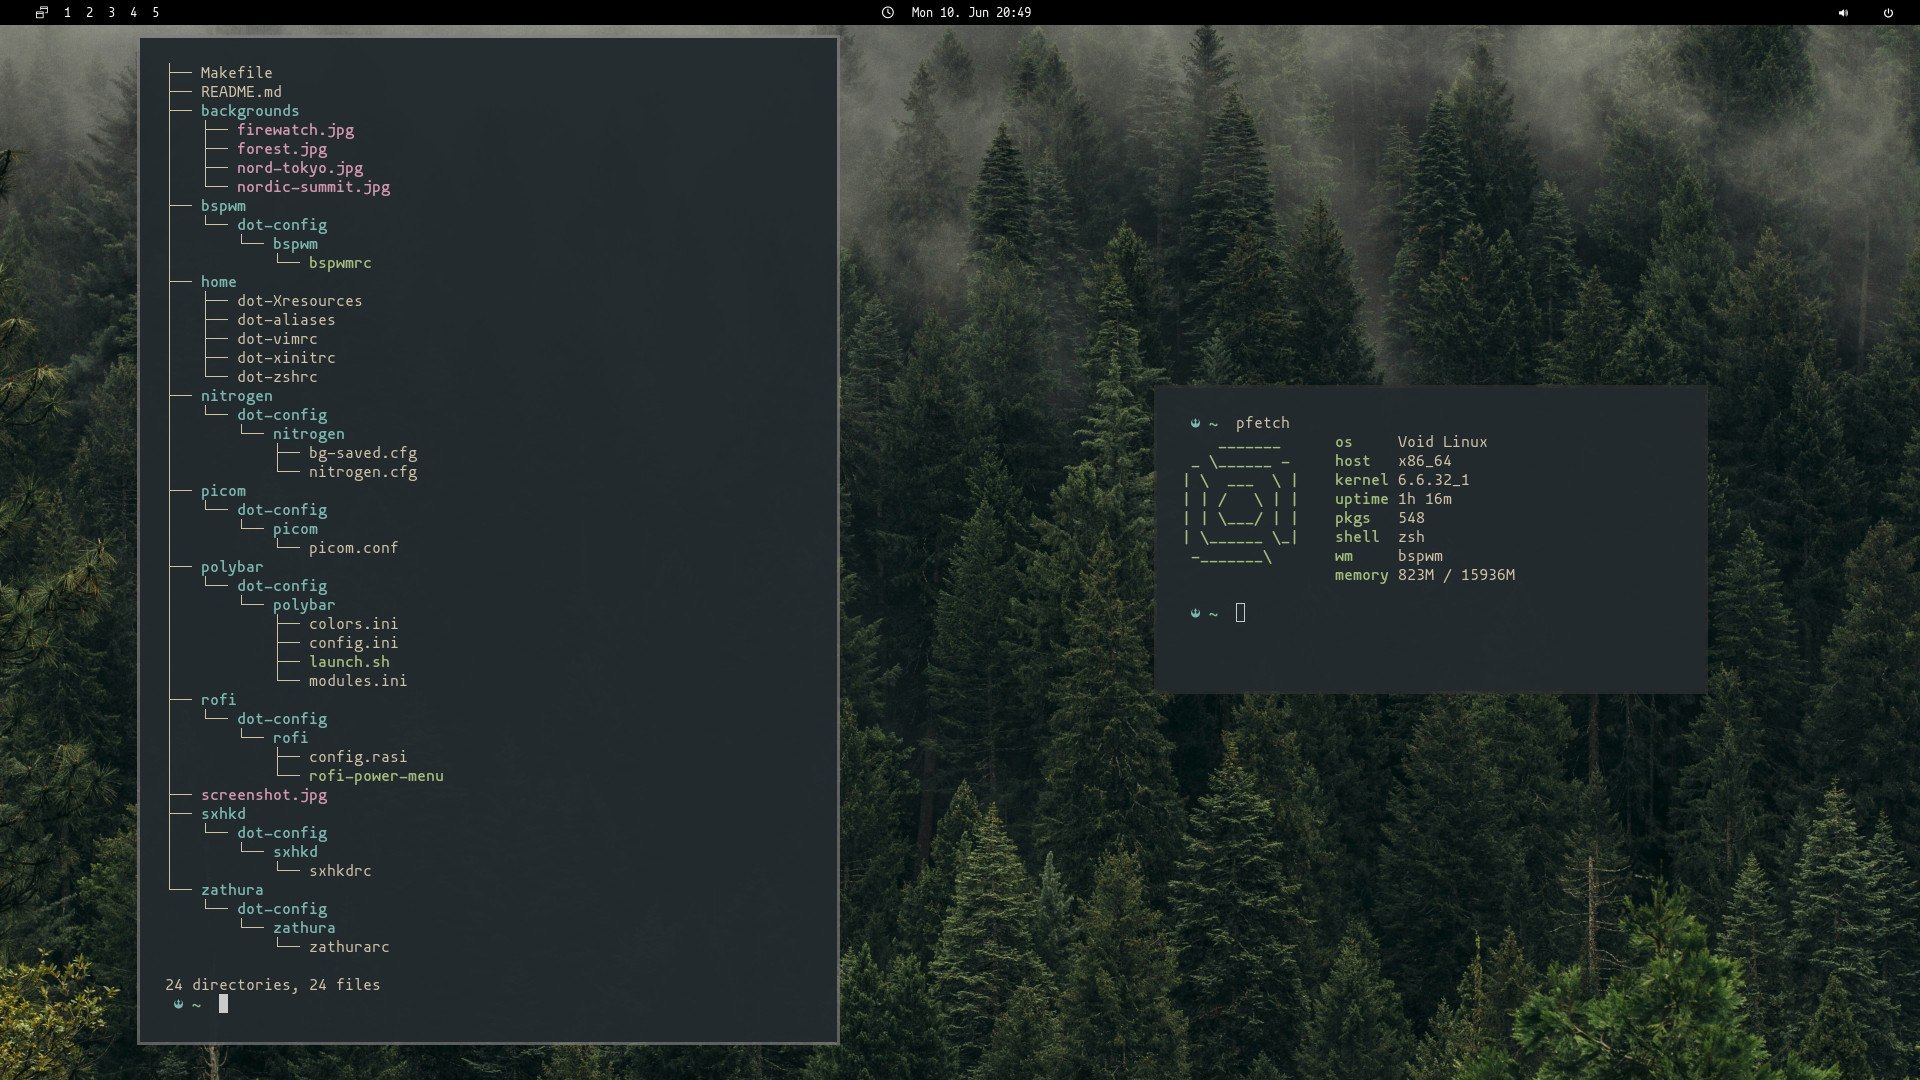 1 2 3 4 5
Mon 10. Jun 20:49
├── Makefile
├── README.md
├── backgrounds
│   ├── firewatch.jpg
│   ├── forest.jpg
│   ├── nord-tokyo.jpg
│   └── nordic-summit.jpg
├── bspwm
│   └── dot-config
│       └── bspwm
│           └── bspwmrc
├── home
│   ├── dot-Xresources
│   ├── dot-aliases
│   ├── dot-vimrc
│   ├── dot-xinitrc
│   └── dot-zshrc
├── nitrogen
│   └── dot-config
│       └── nitrogen
│           ├── bg-saved.cfg
│           └── nitrogen.cfg
├── picom
│   └── dot-config
│       └── picom
│           └── picom.conf
├── polybar
│   └── dot-config
│       └── polybar
│           ├── colors.ini
│           ├── config.ini
│           ├── launch.sh
│           └── modules.ini
├── rofi
│   └── dot-config
│       └── rofi
│           ├── config.rasi
│           └── rofi-power-menu
├── screenshot.jpg
├── sxhkd
│   └── dot-config
│       └── sxhkd
│           └── sxhkdrc
└── zathura
    └── dot-config
        └── zathura
            └── zathurarc
24 directories, 24 files
~
~ pfetch
os Void Linux
host x86_64
kernel 6.6.32_1
uptime 1h 16m
pkgs 548
shell zsh
wm bspwm
memory 823M / 15936M
~